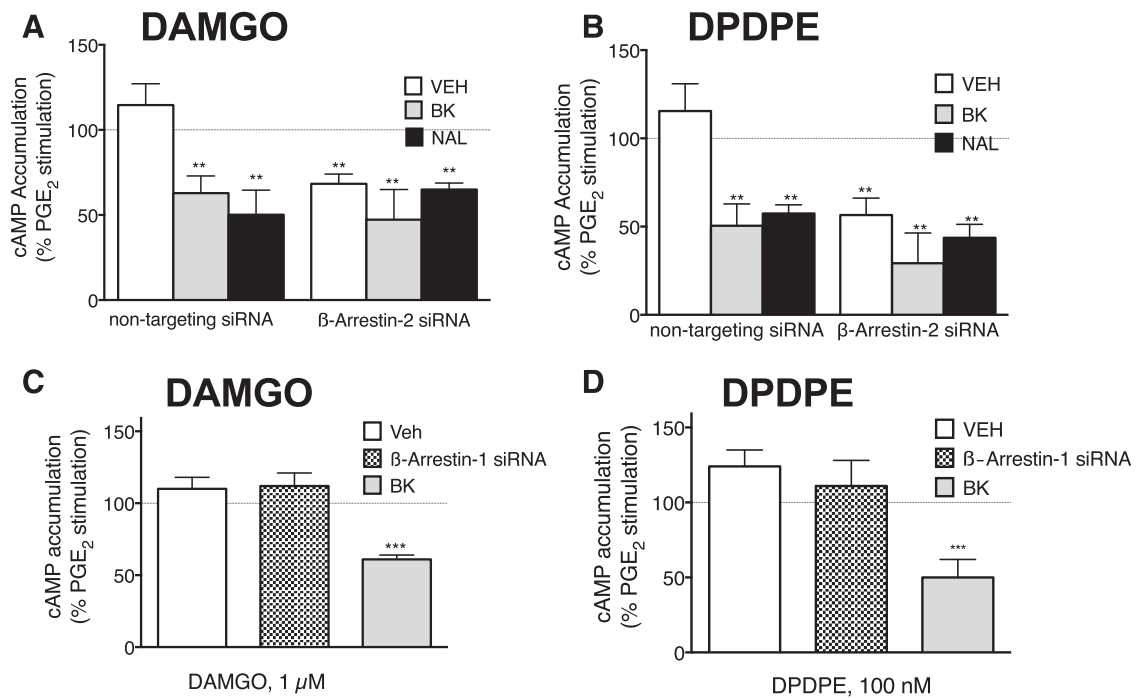 A
DAMGO
cAMP Accumulation
(% PGE2 stimulation)
150
100
50
0
VEH
BK
NAL
**
**
**
**
**
non-targeting siRNA
ß-Arrestin-2 siRNA
B
DPDPE
cAMP Accumulation
(% PGE2 stimulation)
150
100
50
0
VEH
BK
NAL
**
**
**
**
**
non-targeting siRNA
β-Arrestin-2 siRNA
C
DAMGO
cAMP accumulation
(% PGE2 stimulation)
150
100
50
0
Veh
ß-Arrestin-1 siRNA
BK
***
DAMGO, 1 µM
D
DPDPE
cAMP accumulation
(% PGE2 stimulation)
150
100
50
0
VEH
ß-Arrestin-1 siRNA
BK
***
DPDPE, 100 nM